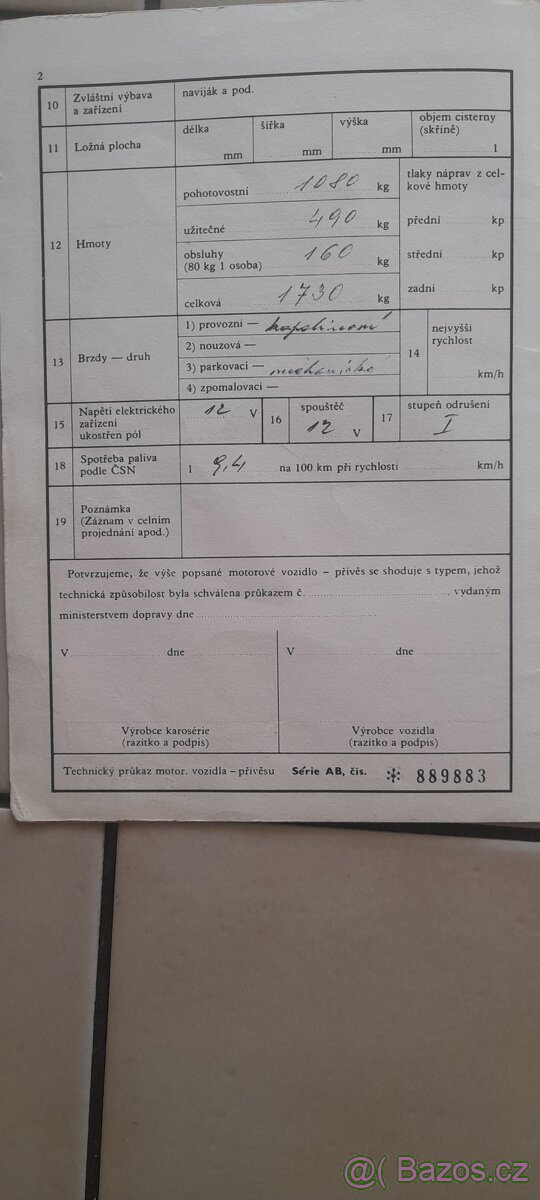 2
10 Zvláštní výbava a zařízení naviják a pod.
11 Ložná plocha délka mm šířka mm výška mm objem cisterny (skříně) l
12 Hmoty
pohotovostní 1080 kg
užitečné 490 kg
obsluhy (80 kg 1 osoba) 160 kg
celková 1730 kg
tlaky náprav z cel-
kové hmoty
přední kp
střední kp
zadní kp
13 Brzdy — druh
1) provozní — kapalinová
2) nouzová —
3) parkovací — mechanická
4) zpomalovací —
14 nejvyšší rychlost km/h
15 Napětí elektrického
zařízení
ukostřen pól
12 V
16 spouštěč 12 V
17 stupeň odrušení I
18 Spotřeba paliva
podle ČSN
l 9,4 na 100 km při rychlosti km/h
19 Poznámka
(Záznam v celním
projednání apod.)
Potvrzujeme, že výše popsané motorové vozidlo – přívěs se shoduje s typem, jehož
technická způsobilost byla schválena průkazem č. vydaným
ministerstvem dopravy dne
V dne V dne
Výrobce karosérie
(razítko a podpis)
Výrobce vozidla
(razítko a podpis)
Technický průkaz motor. vozidla – přívěsu Série AB, čís. ✻ 889883
@( Bazos.cz